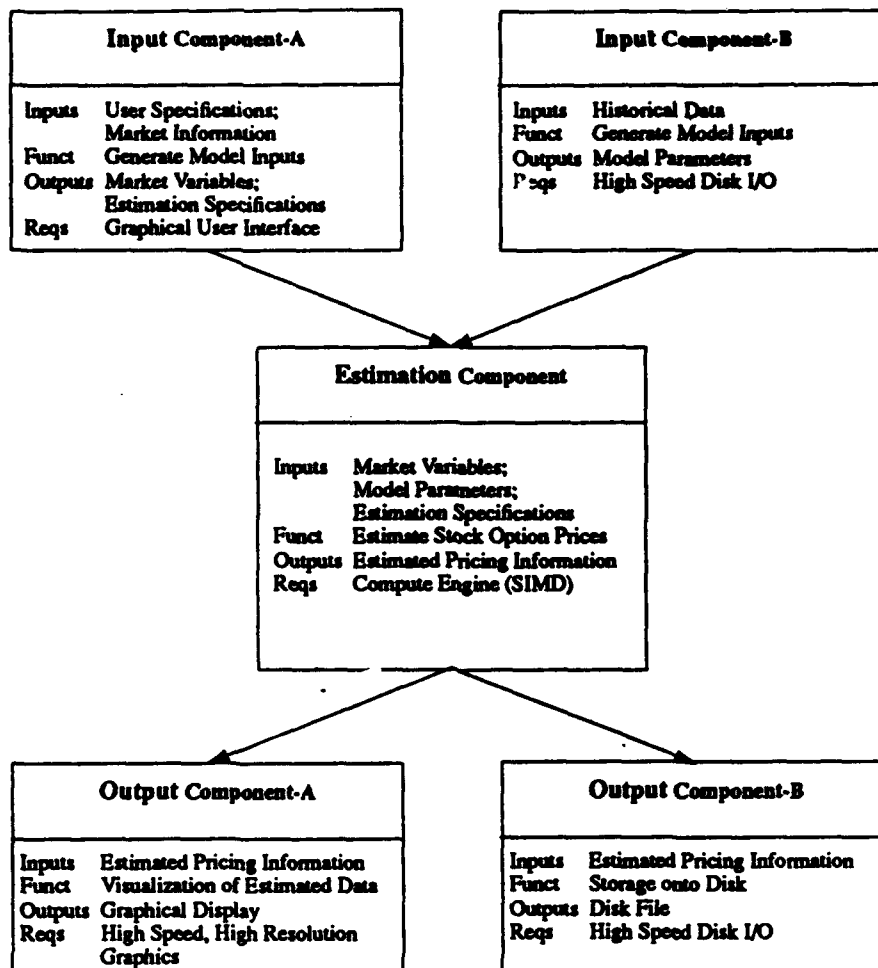 Input Component-A
Inputs User Specifications;
Market Information
Funct Generate Model Inputs
Outputs Market Variables;
Estimation Specifications
Reqs Graphical User Interface
Input Component-B
Inputs Historical Data
Funct Generate Model Inputs
Outputs Model Parameters
Reqs High Speed Disk I/O
Estimation Component
Inputs Market Variables;
Model Parameters;
Estimation Specifications
Funct Estimate Stock Option Prices
Outputs Estimated Pricing Information
Reqs Compute Engine (SIMD)
Output Component-A
Inputs Estimated Pricing Information
Funct Visualization of Estimated Data
Outputs Graphical Display
Reqs High Speed, High Resolution
Graphics
Output Component-B
Inputs Estimated Pricing Information
Funct Storage onto Disk
Outputs Disk File
Reqs High Speed Disk I/O